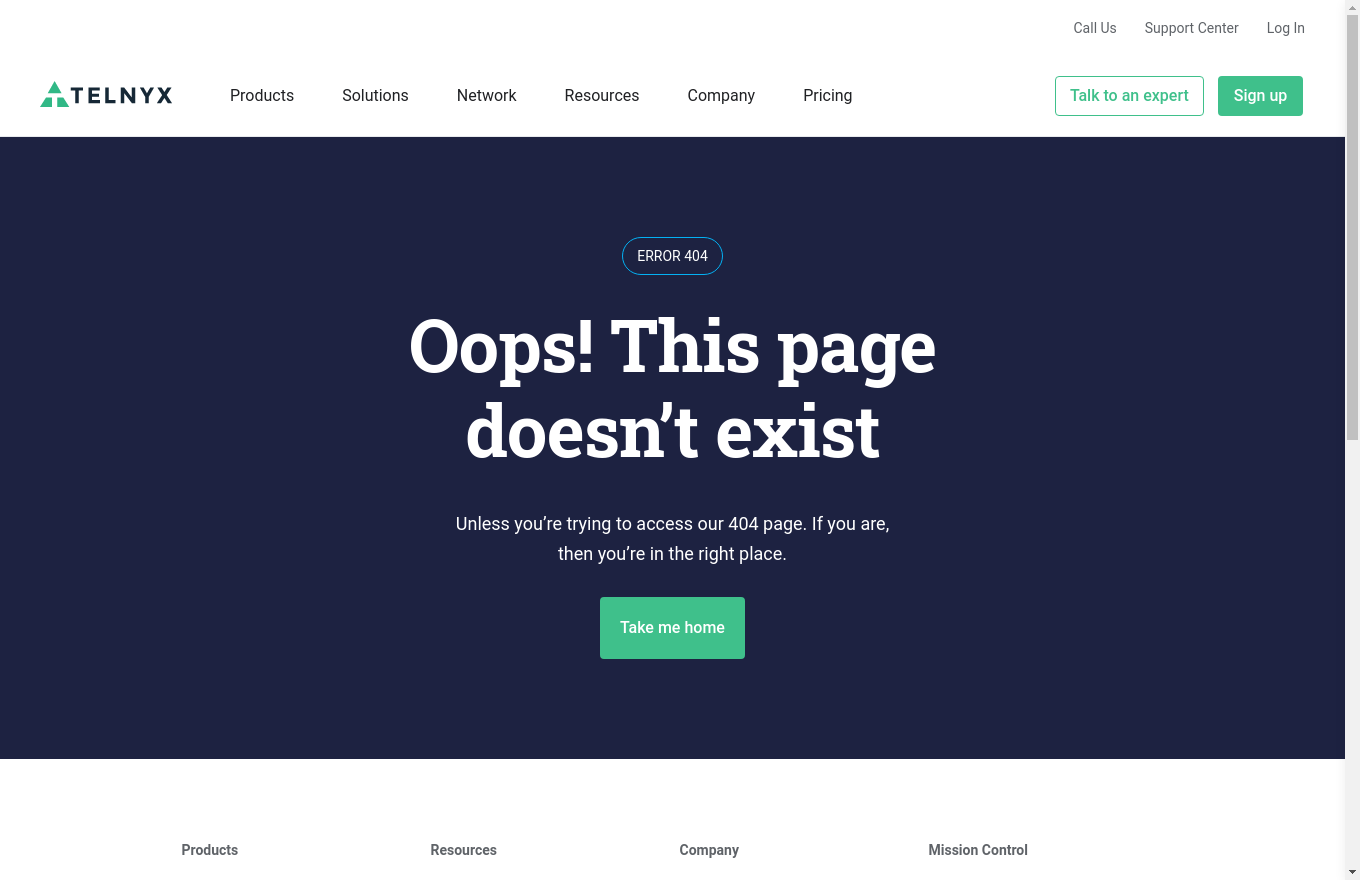 Call Us Support Center Log In
TELNYX Products Solutions Network Resources Company Pricing Talk to an expert Sign up
ERROR 404
Oops! This page
doesn’t exist
Unless you’re trying to access our 404 page. If you are,
then you’re in the right place.
Take me home
Products Resources Company Mission Control